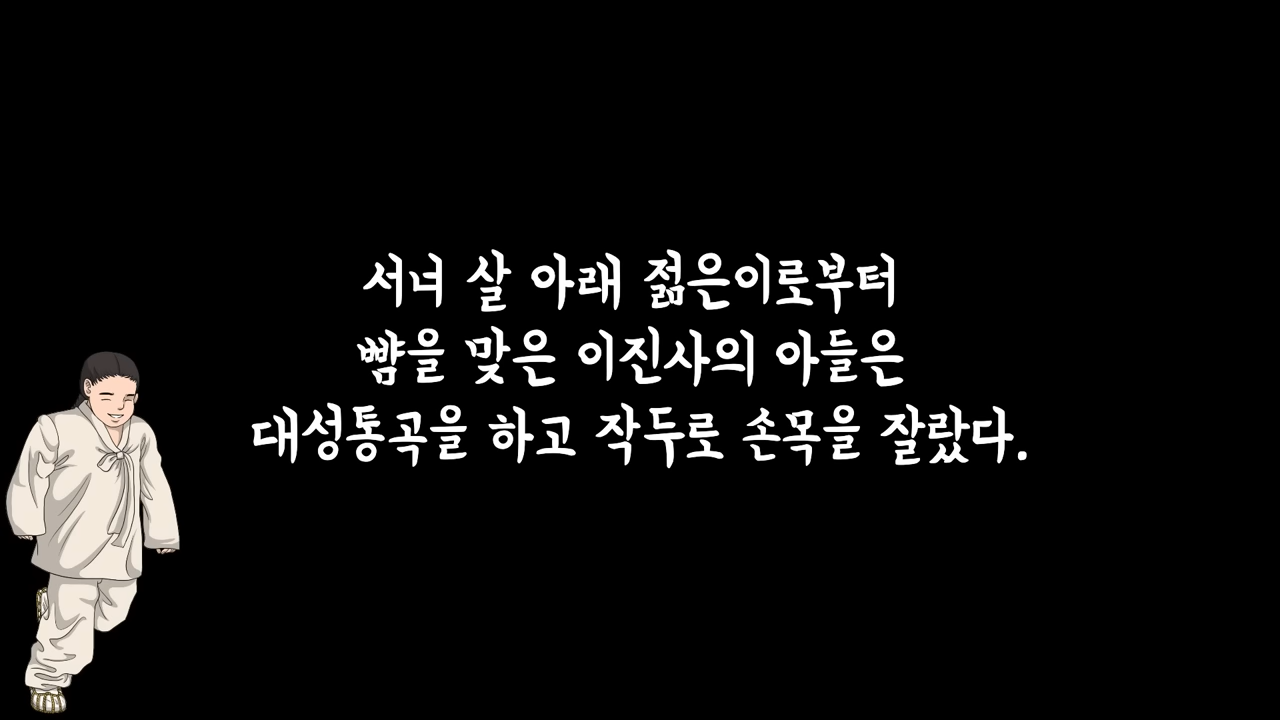 서너 살 아래 젊은이로부터
뺨을 맞은 이진사의 아들은
대성통곡을 하고 작두로 손목을 잘랐다.